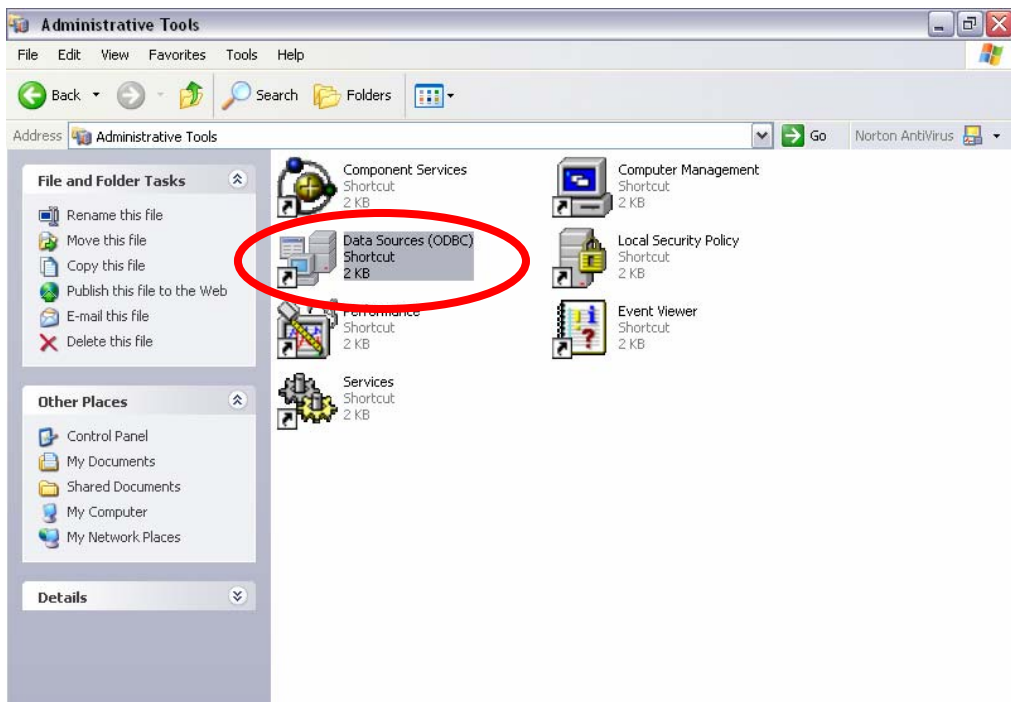 Administrative Tools
File Edit View Favorites Tools Help
Back Search Folders
Address Administrative Tools Go Norton AntiVirus
File and Folder Tasks
Rename this file
Move this file
Copy this file
Publish this file to the Web
E-mail this file
Delete this file
Other Places
Control Panel
My Documents
Shared Documents
My Computer
My Network Places
Details
Component Services
Shortcut
2 KB
Computer Management
Shortcut
2 KB
Data Sources (ODBC)
Shortcut
2 KB
Local Security Policy
Shortcut
2 KB
Performance
Shortcut
2 KB
Event Viewer
Shortcut
2 KB
Services
Shortcut
2 KB